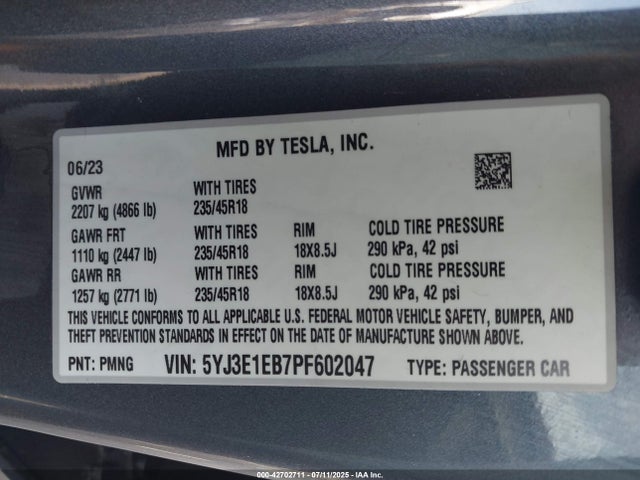 MFD BY TESLA, INC.
06/23
GVWR WITH TIRES
2207 kg (4866 lb) 235/45R18
GAWR FRT WITH TIRES RIM COLD TIRE PRESSURE
1110 kg (2447 lb) 235/45R18 18X8.5J 290 kPa, 42 psi
GAWR RR WITH TIRES RIM COLD TIRE PRESSURE
1257 kg (2771 lb) 235/45R18 18X8.5J 290 kPa, 42 psi
THIS VEHICLE CONFORMS TO ALL APPLICABLE U.S. FEDERAL MOTOR VEHICLE SAFETY, BUMPER, AND
THEFT PREVENTION STANDARDS IN EFFECT ON THE DATE OF MANUFACTURE SHOWN ABOVE.
PNT: PMNG VIN: 5YJ3E1EB7PF602047 TYPE: PASSENGER CAR
000-42702711 - 07/11/2025 - IAA Inc.